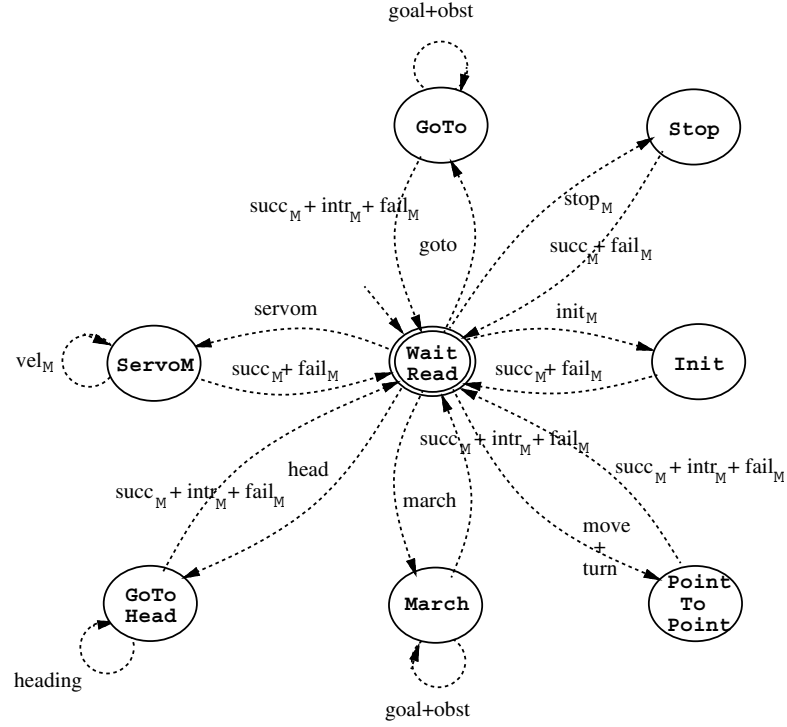 goal+obst
GoTo
Stop
succ_M + intr_M + fail_M
stop_M
goto
succ_M + fail_M
servom
init_M
vel_M
ServoM
succ_M + fail_M
Wait
Read
succ_M + fail_M
Init
succ_M + intr_M + fail_M
succ_M + intr_M + fail_M
head
succ_M + intr_M + fail_M
march
move
+
turn
GoTo
Head
March
Point
To
Point
heading
goal+obst